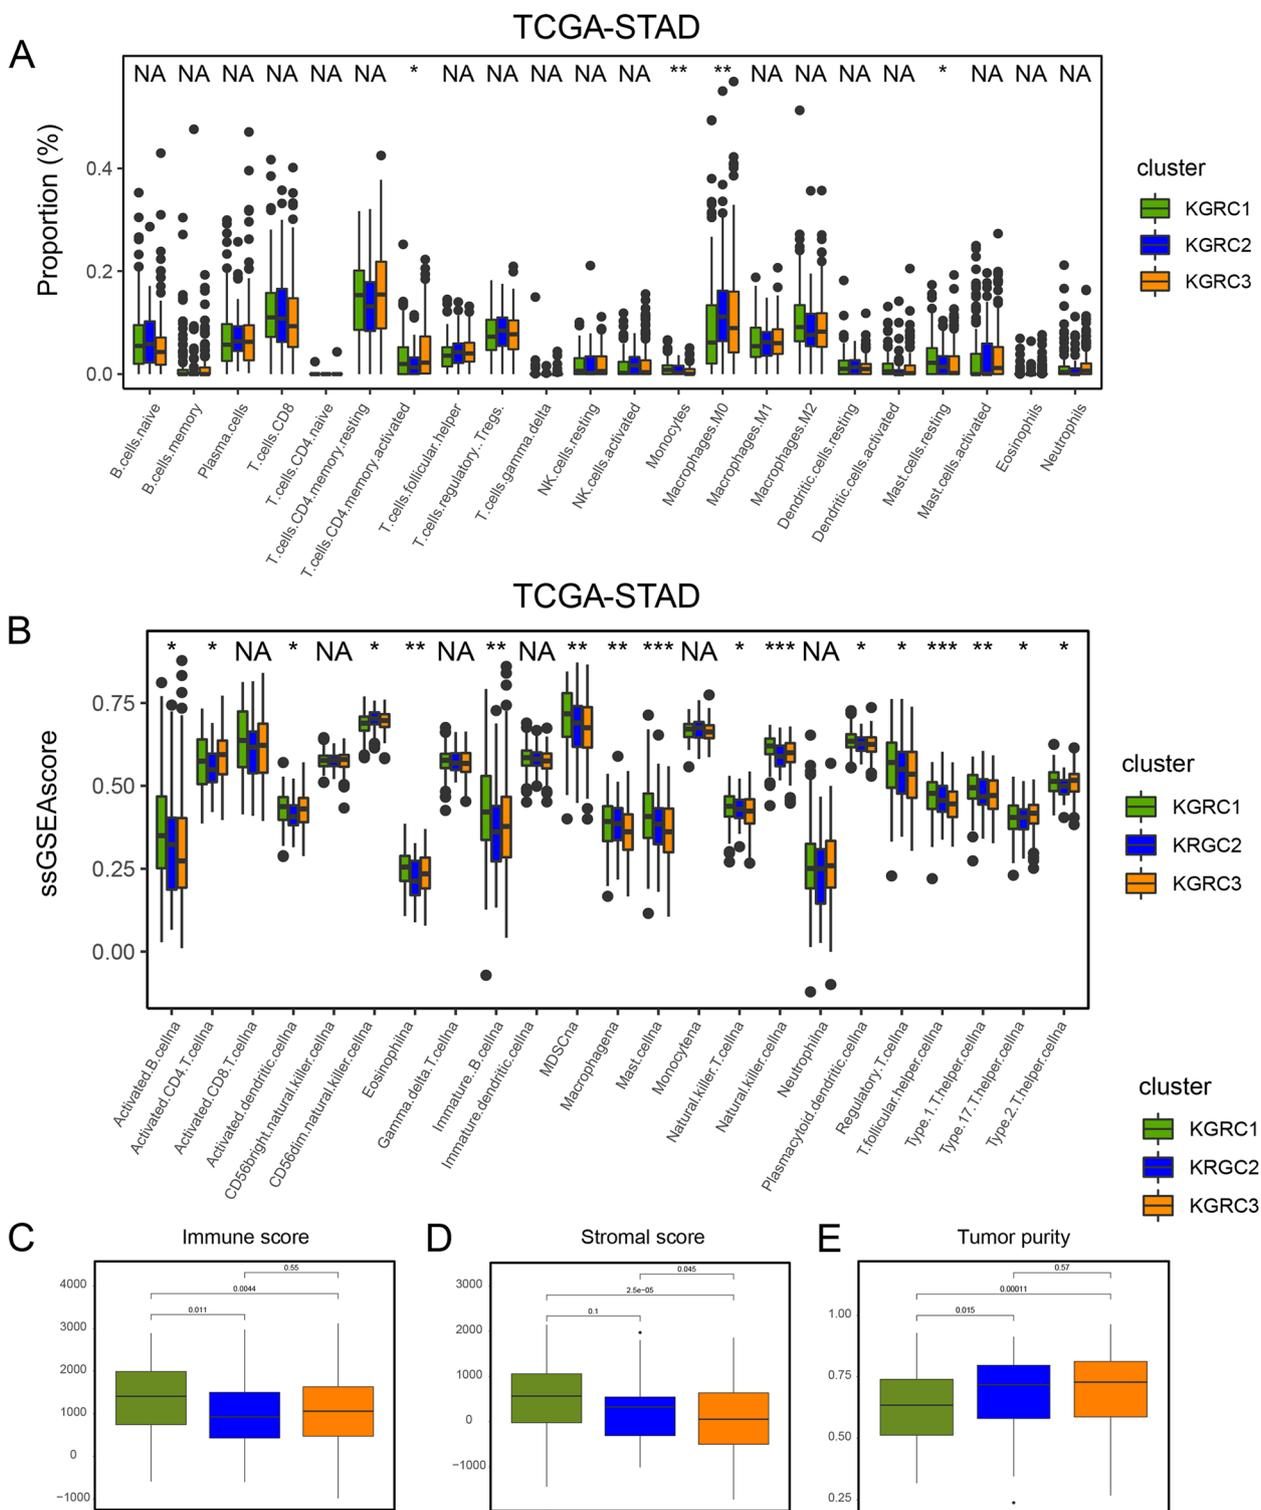 TCGA-STAD
A
NA NA NA NA NA NA * NA NA NA NA NA ** ** NA NA NA NA * NA NA NA
Proportion (%)
0.4
0.2
0.0
cluster
KGRC1
KGRC2
KGRC3
B.cells.naive
B.cells.memory
Plasma.cells
T.cells.CD8
T.cells.CD4.naive
T.cells.CD4.memory.resting
T.cells.CD4.memory.activated
T.cells.follicular.helper
T.cells.regulatory..Tregs.
T.cells.gamma.delta
NK.cells.resting
NK.cells.activated
Monocytes
Macrophages.M0
Macrophages.M1
Macrophages.M2
Dendritic.cells.resting
Dendritic.cells.activated
Mast.cells.resting
Mast.cells.activated
Eosinophils
Neutrophils
TCGA-STAD
B
* * NA * NA * ** NA ** NA ** ** *** NA * *** NA * * *** ** * *
ssGSEAscore
0.75
0.50
0.25
0.00
cluster
KGRC1
KRGC2
KGRC3
Activated.B.cellna
Activated.CD4.T.cellna
Activated.CD8.T.cellna
Activated.dendritic.cellna
CD56bright.natural.killer.cellna
CD56dim.natural.killer.cellna
Eosinophilna
Gamma.delta.T.cellna
Immature..B.cellna
Immature.dendritic.cellna
MDSCna
Macrophagena
Mast.cellna
Monocytena
Natural.killer.T.cellna
Natural.killer.cellna
Neutrophilna
Plasmacytoid.dendritic.cellna
Regulatory.T.cellna
T.follicular.helper.cellna
Type.1.T.helper.cellna
Type.17.T.helper.cellna
Type.2.T.helper.cellna
cluster
KGRC1
KRGC2
KGRC3
C
Immune score
4000
3000
2000
1000
0
−1000
0.55
0.0044
0.011
D
Stromal score
3000
2000
1000
0
−1000
0.045
2.5e−05
0.1
E
Tumor purity
1.00
0.75
0.50
0.25
0.57
0.00011
0.015